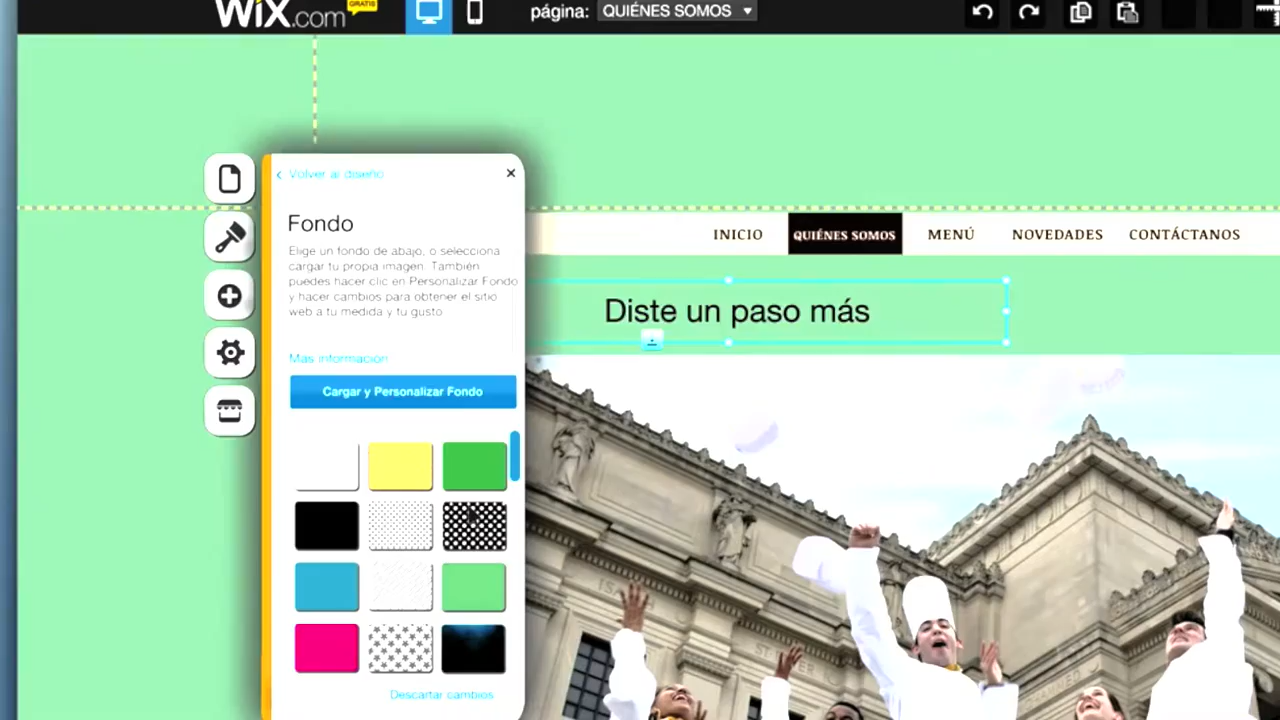 WiX.com
GRATIS
página:
QUIÉNES SOMOS
Volver al diseño
Fondo
Elige un fondo de abajo, o selecciona
cargar tu propia imagen. También
puedes hacer clic en Personalizar Fondo
y hacer cambios para obtener el sitio
web a tu medida y tu gusto.
Más información
Cargar y Personalizar Fondo
Descartar cambios
INICIO
QUIÉNES SOMOS
MENÚ
NOVEDADES
CONTÁCTANOS
Diste un paso más